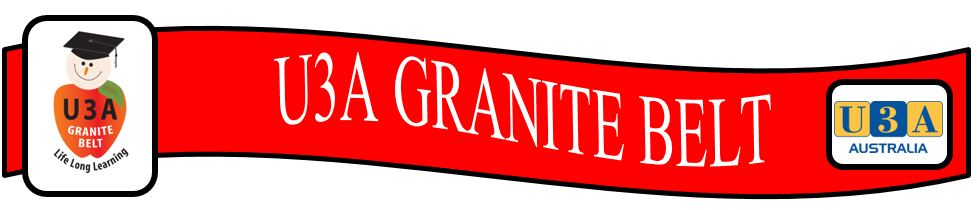 U3A
GRANITE
BELT
Life Long Learning
U3A GRANITE BELT
U3A
AUSTRALIA